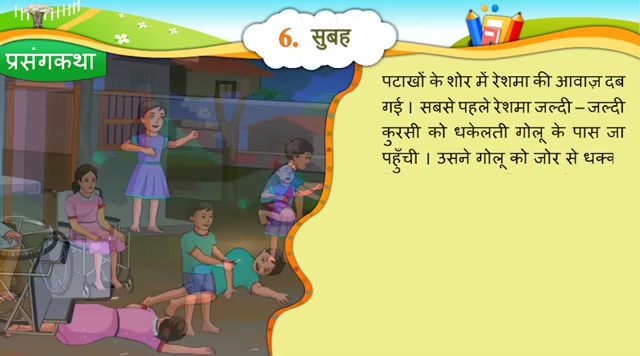 6. सुबह
प्रसंगकथा
पटाखों के शोर में रेशमा की आवाज़ दब
गई । सबसे पहले रेशमा जल्दी – जल्दी
कुरसी को धकेलती गोलू के पास जा
पहुँची । उसने गोलू को जोर से